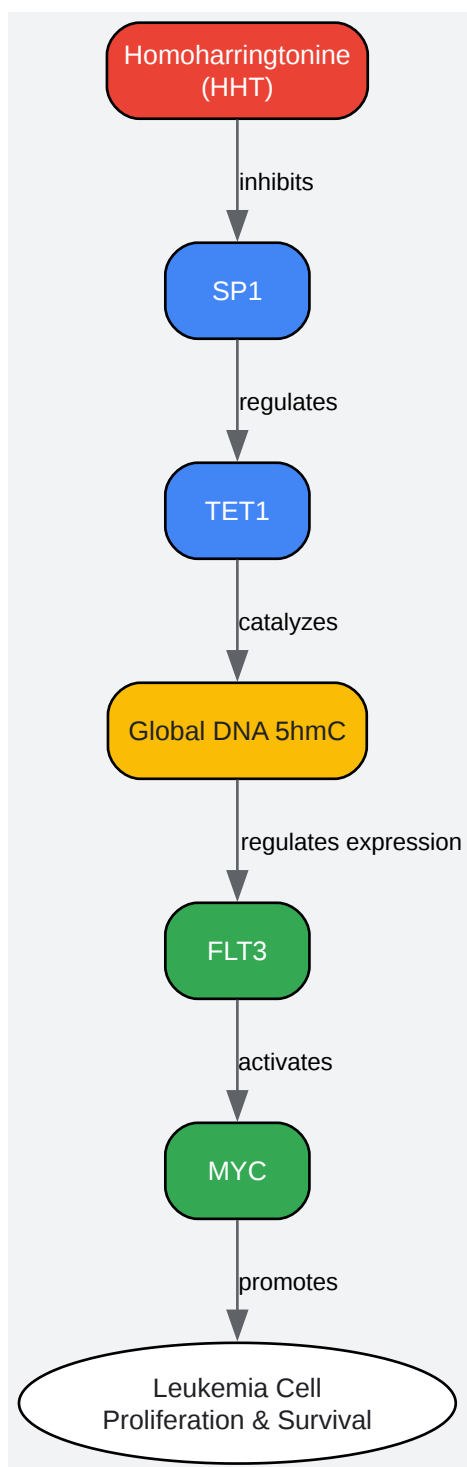 Homoharringtonine
(HHT)
inhibits
SP1
regulates
TET1
catalyzes
Global DNA 5hmC
regulates expression
FLT3
activates
MYC
promotes
Leukemia Cell
Proliferation & Survival